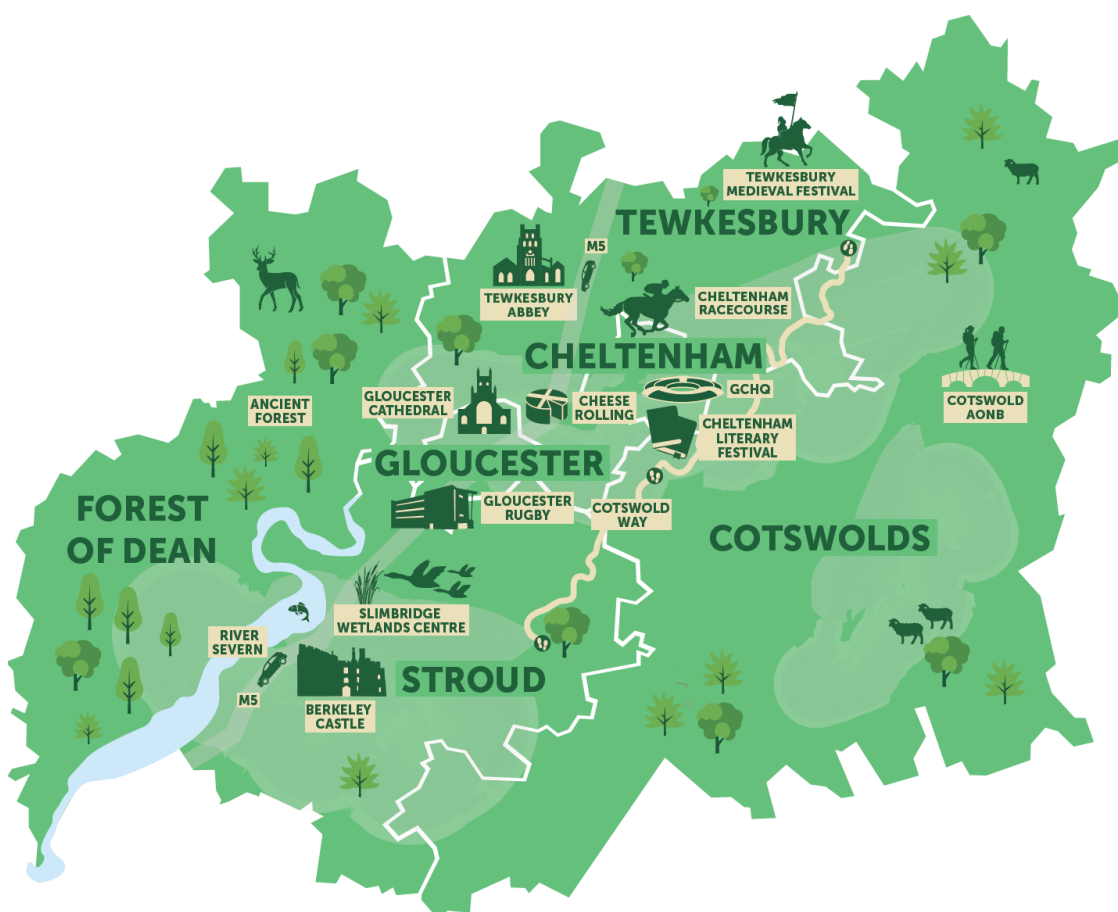 TEWKESBURY
MEDIEVAL FESTIVAL
TEWKESBURY
M5
TEWKESBURY
ABBEY
CHELTENHAM
RACECOURSE
CHELTENHAM
GCHQ
GLOUCESTER
CATHEDRAL
CHEESE
ROLLING
CHELTENHAM
LITERARY
FESTIVAL
COTSWOLD
AONB
ANCIENT
FOREST
GLOUCESTER
GLOUCESTER
RUGBY
COTSWOLD
WAY
FOREST
OF DEAN
COTSWOLDS
SLIMBRIDGE
WETLANDS CENTRE
RIVER
SEVERN
M5
STROUD
BERKELEY
CASTLE